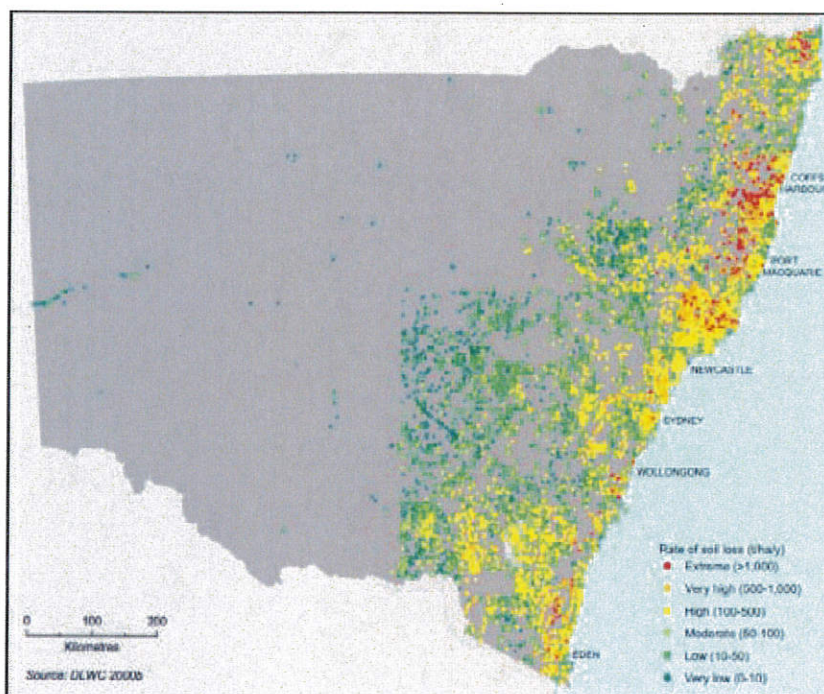 COFFS
HARBOUR
PORT
MACQUARIE
NEWCASTLE
SYDNEY
WOLLONGONG
EDEN
Rate of soil loss (t/ha/y)
Extreme (>1,000)
Very high (500-1,000)
High (100-500)
Moderate (50-100)
Low (10-50)
Very low (0-10)
0 100 200
Kilometres
Source: DLWC 2000b